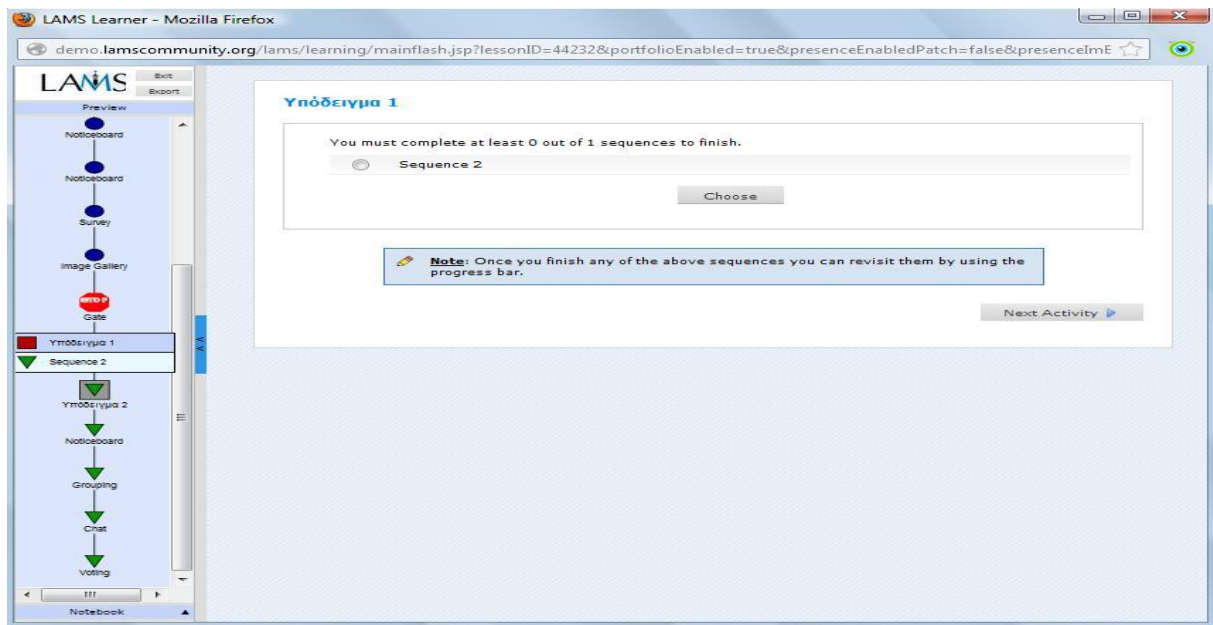 LAMS Learner - Mozilla Firefox
demo.lamscommunity.org/lams/learning/mainflash.jsp?lessonID=44232&portfolioEnabled=true&presenceEnabledPatch=false&presenceImE
LAMS
Exit
Export
Preview
Noticeboard
Noticeboard
Survey
Image Gallery
Gate
Υπόδειγμα 1
Sequence 2
Υπόδειγμα 2
Noticeboard
Grouping
Chat
Voting
Notebook
Υπόδειγμα 1
You must complete at least 0 out of 1 sequences to finish.
Sequence 2
Choose
Note: Once you finish any of the above sequences you can revisit them by using the
progress bar.
Next Activity